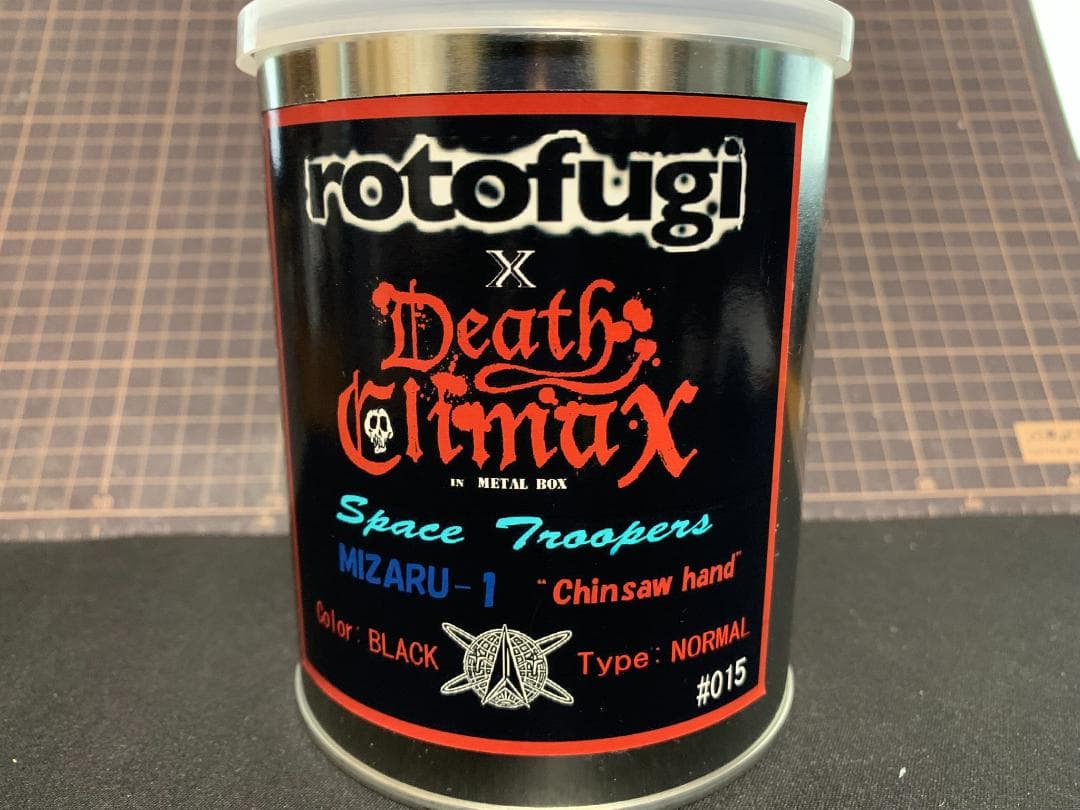 rotofugi
X
Death
Climax
IN METAL BOX
Space Troopers
MIZARU-1 "Chinsaw hand"
Color: BLACK Type: NORMAL
#015